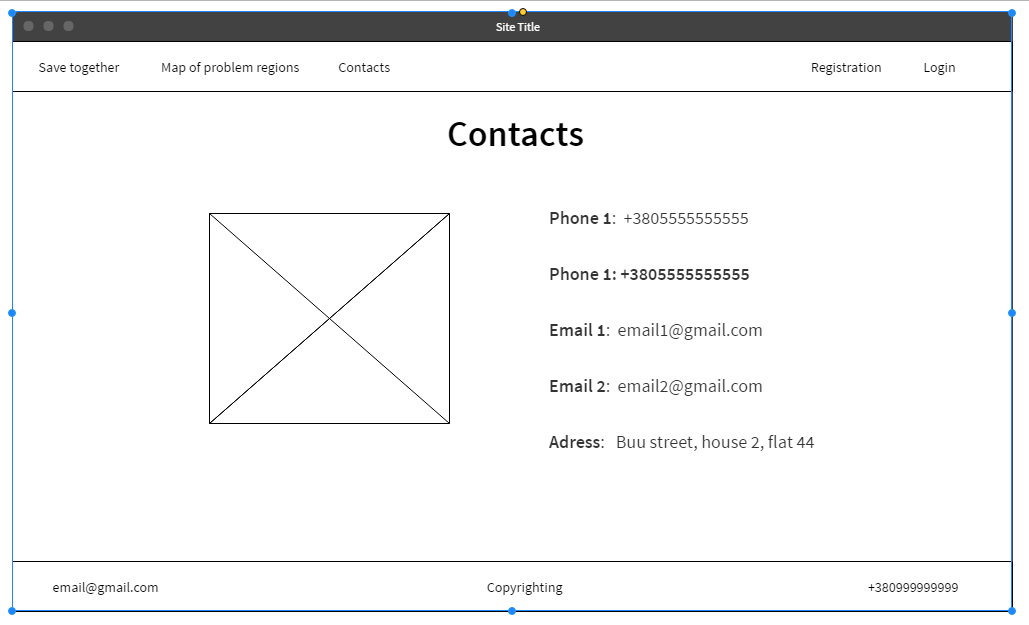 Site Title
Save together Map of problem regions Contacts Registration Login
Contacts
Phone 1: +3805555555555
Phone 1: +3805555555555
Email 1: email1@gmail.com
Email 2: email2@gmail.com
Adress: Buu street, house 2, flat 44
email@gmail.com Copyrighting +380999999999